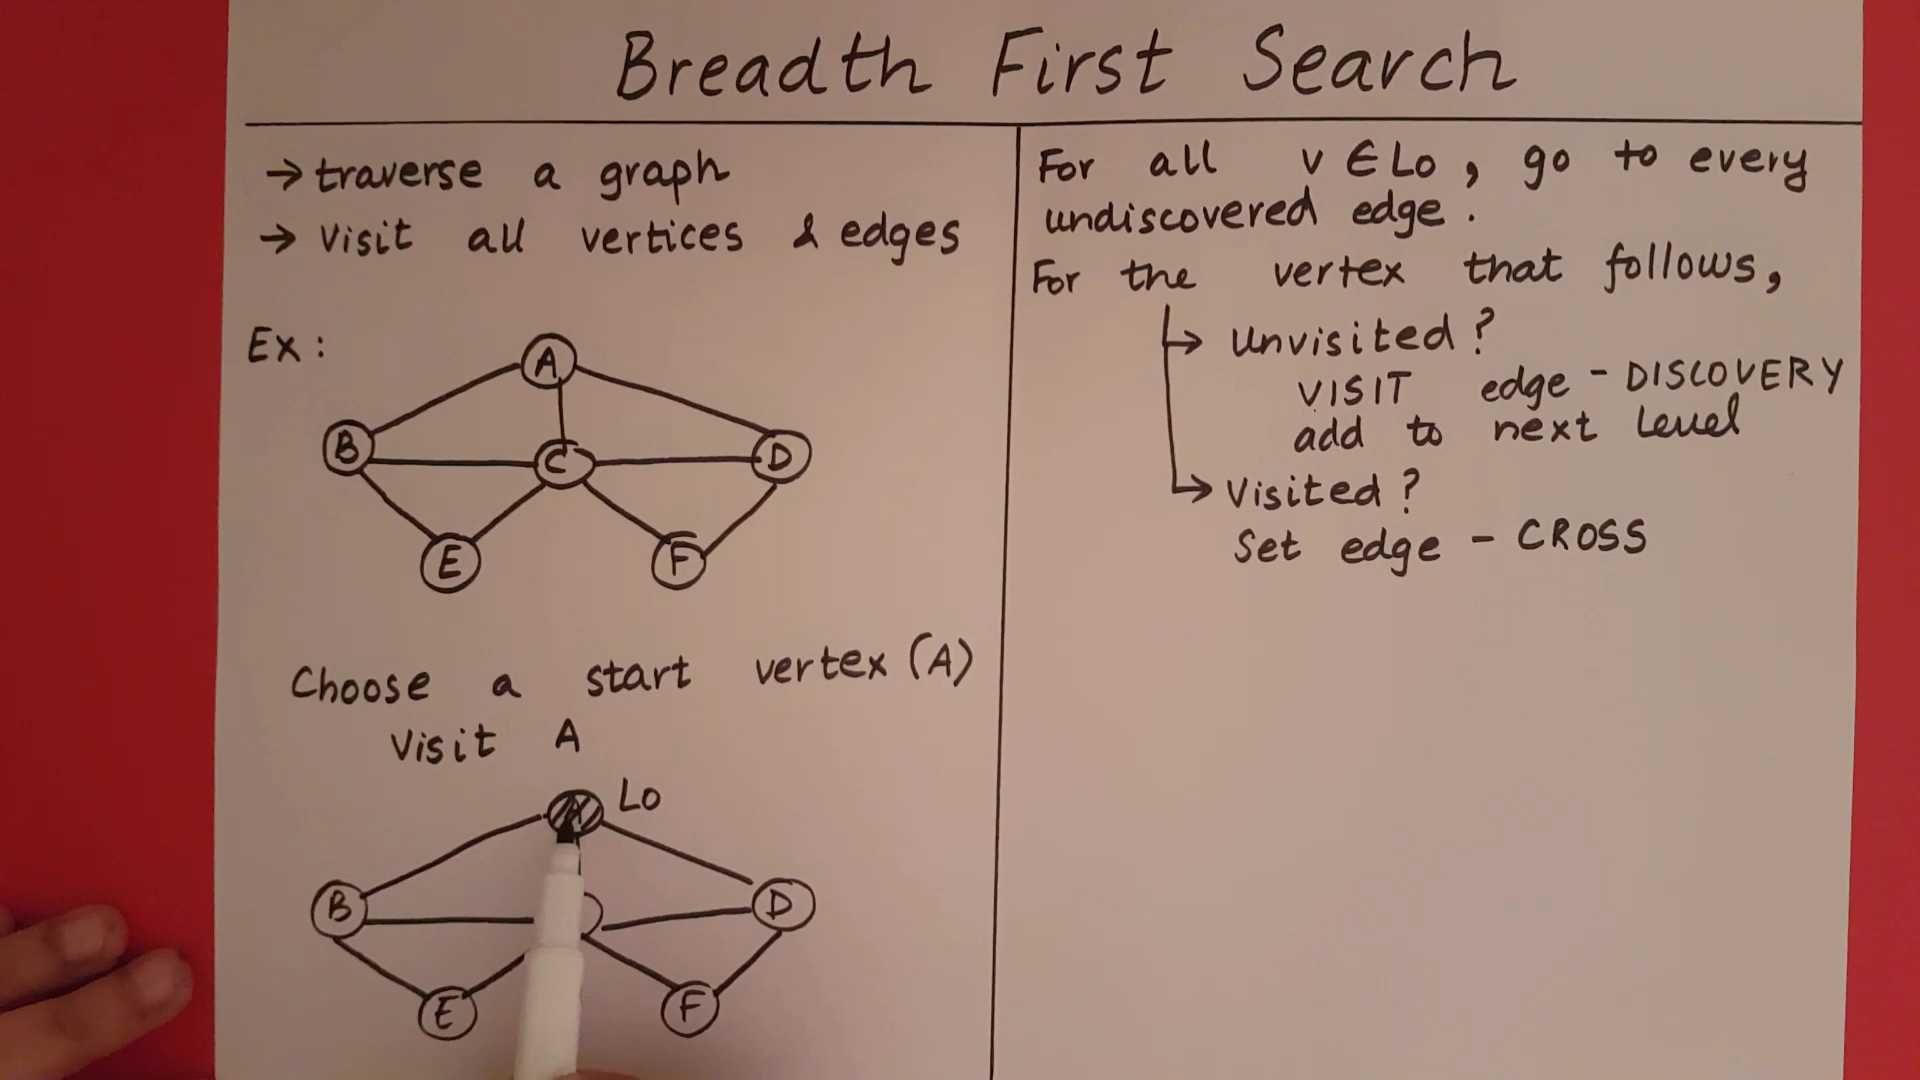 Breadth First Search
→ traverse a graph
→ Visit all vertices & edges
Ex:
A
B
C
D
E
F
Choose a start vertex (A)
Visit A
A
Lo
B
D
E
F
For all v ∈ Lo, go to every
undiscovered edge.
For the vertex that follows,
↳ Unvisited?
VISIT edge - DISCOVERY
add to next level
↳ Visited?
Set edge - CROSS